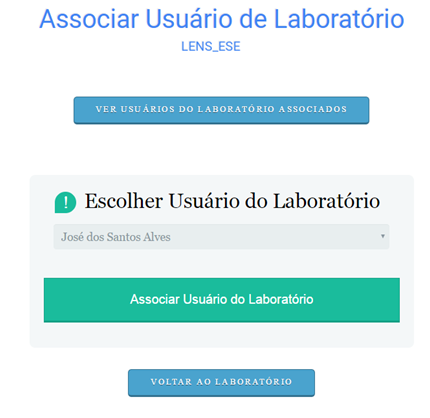 Associar Usuário de Laboratório
LENS_ESE
VER USUÁRIOS DO LABORATÓRIO ASSOCIADOS
! Escolher Usuário do Laboratório
José dos Santos Alves
Associar Usuário do Laboratório
VOLTAR AO LABORATÓRIO